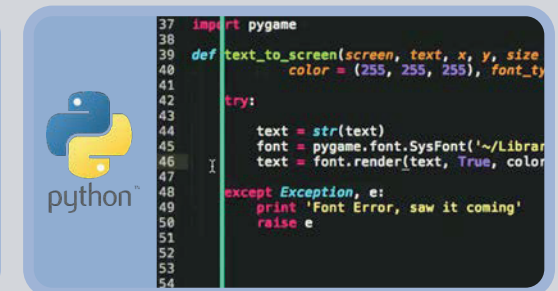 python™
37 import pygame
38
39 def text_to_screen(screen, text, x, y, size
40 color = (255, 255, 255), font_ty
41
42 try:
43
44 text = str(text)
45 font = pygame.font.SysFont('~/Librar
46 text = font.render(text, True, color
47
48 except Exception, e:
49 print 'Font Error, saw it coming'
50 raise e
51
52
53
54